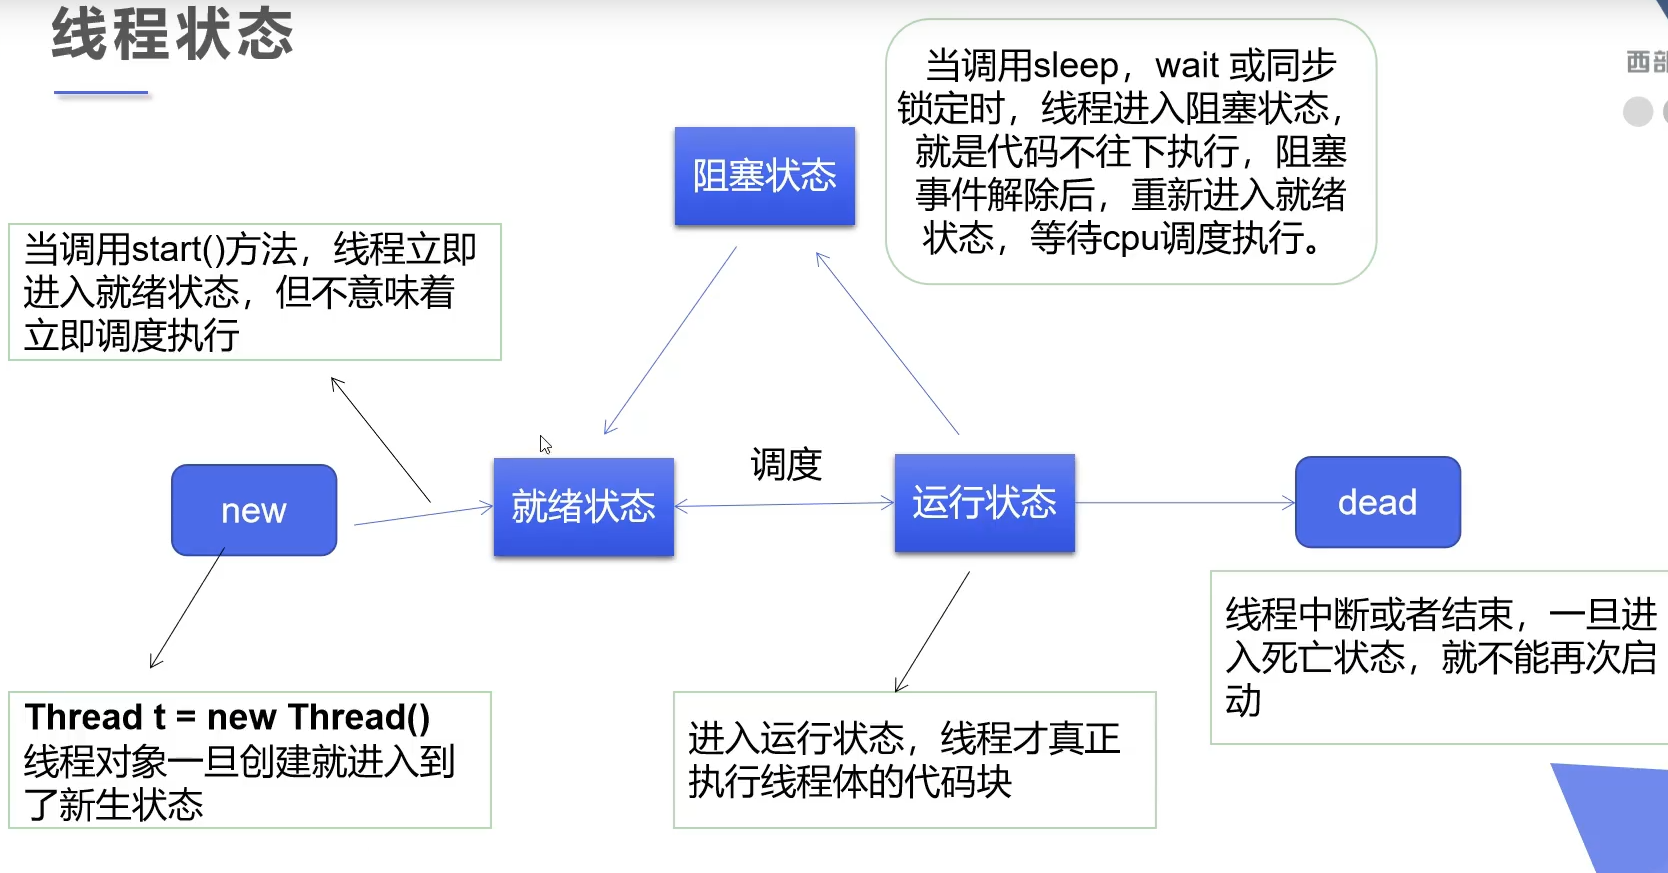 线程状态
西部
当调用sleep，wait 或同步
锁定时，线程进入阻塞状态，
就是代码不往下执行，阻塞
事件解除后，重新进入就绪
状态，等待cpu调度执行。
阻塞状态
当调用start()方法，线程立即
进入就绪状态，但不意味着
立即调度执行
调度
new
就绪状态
运行状态
dead
Thread t = new Thread()
线程对象一旦创建就进入到
了新生状态
进入运行状态，线程才真正
执行线程体的代码块
线程中断或者结束，一旦进
入死亡状态，就不能再次启
动